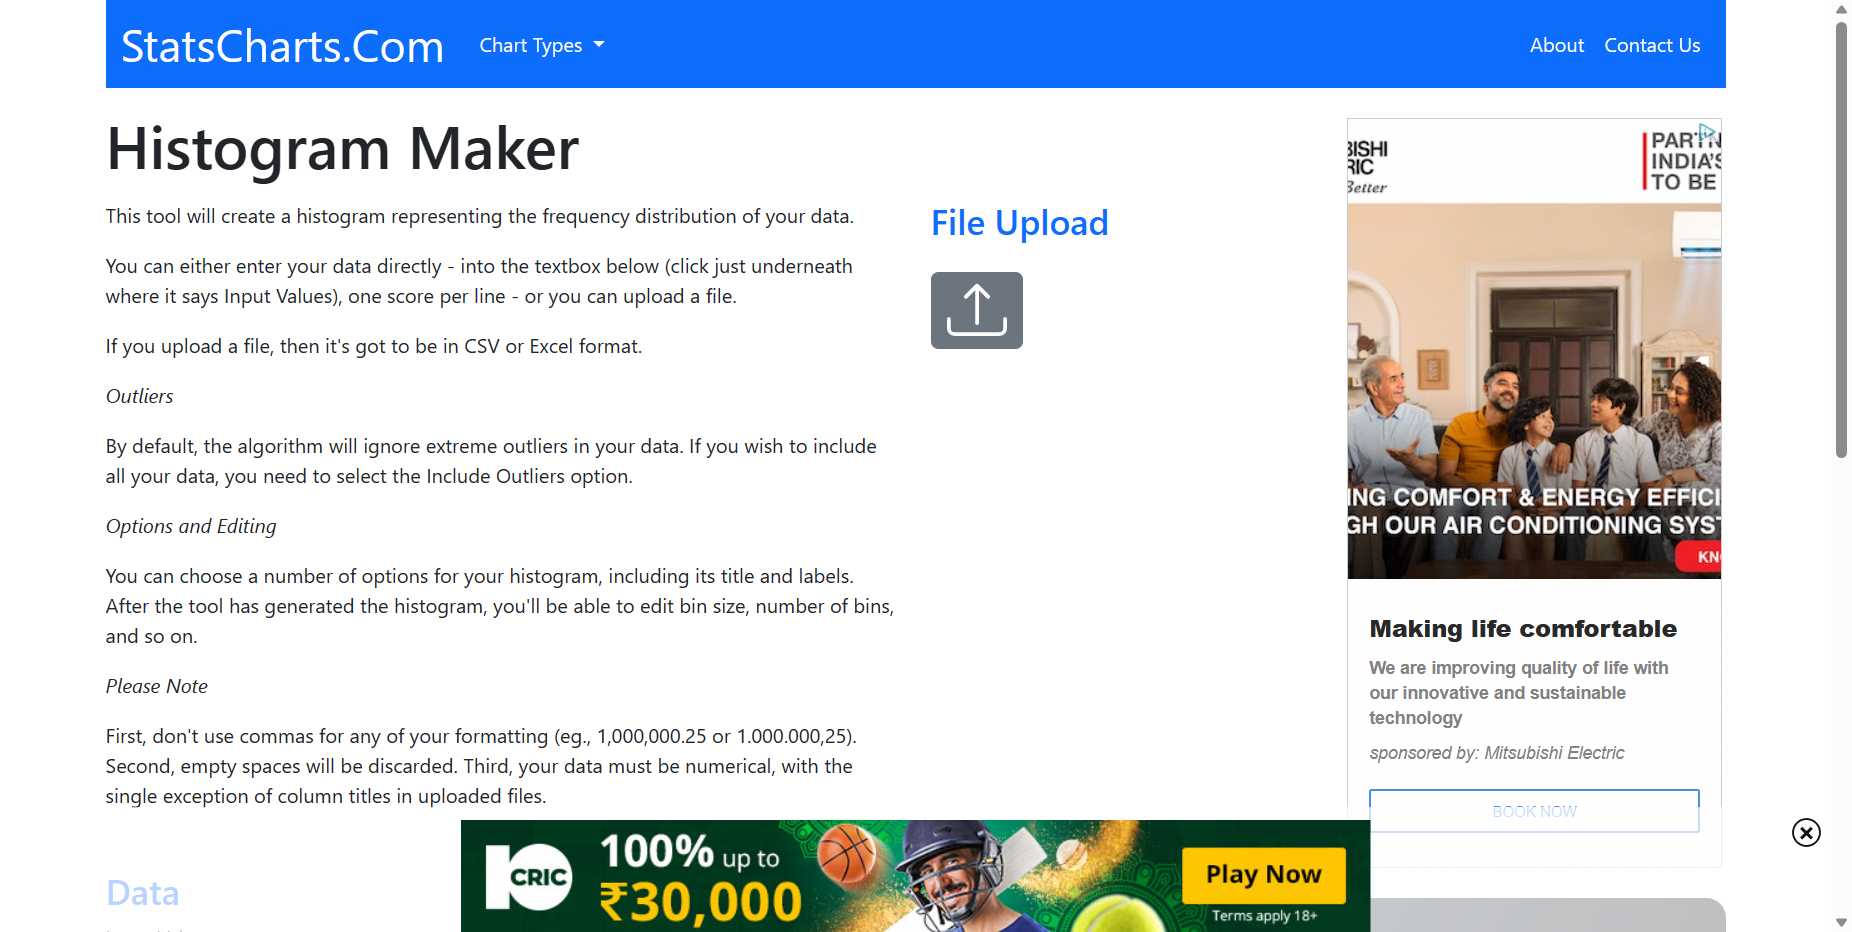 StatsCharts.Com
Chart Types
About
Contact Us
Histogram Maker
This tool will create a histogram representing the frequency distribution of your data.
You can either enter your data directly - into the textbox below (click just underneath
where it says Input Values), one score per line - or you can upload a file.
If you upload a file, then it's got to be in CSV or Excel format.
Outliers
By default, the algorithm will ignore extreme outliers in your data. If you wish to include
all your data, you need to select the Include Outliers option.
Options and Editing
You can choose a number of options for your histogram, including its title and labels.
After the tool has generated the histogram, you'll be able to edit bin size, number of bins,
and so on.
Please Note
First, don't use commas for any of your formatting (eg., 1,000,000.25 or 1.000.000,25).
Second, empty spaces will be discarded. Third, your data must be numerical, with the
single exception of column titles in uploaded files.
Data
File Upload
BISHI
RIC
Better
PARTN
INDIA'S
TO BE
ING COMFORT & ENERGY EFFICI
GH OUR AIR CONDITIONING SYST
KN
Making life comfortable
We are improving quality of life with
our innovative and sustainable
technology
sponsored by: Mitsubishi Electric
BOOK NOW
10CRIC
100% up to
₹30,000
Play Now
Terms apply 18+